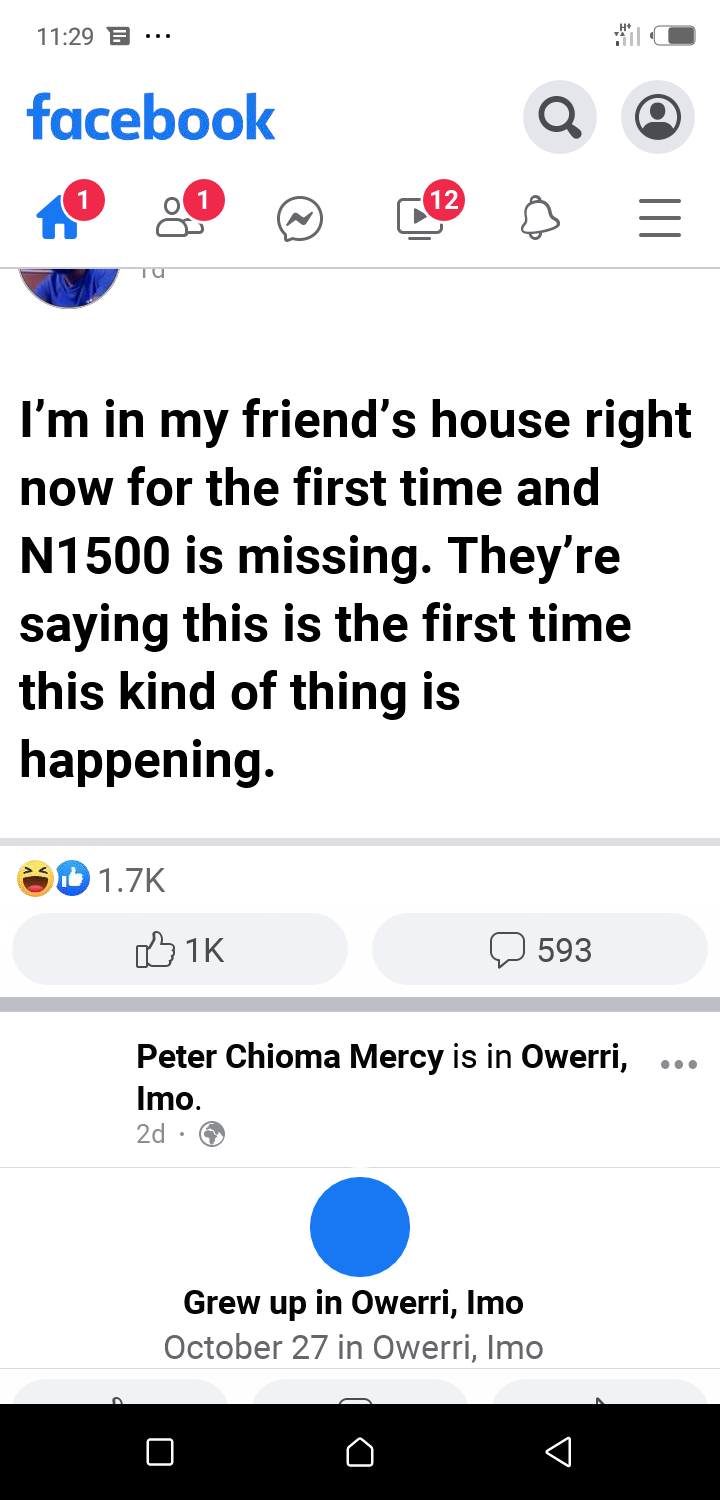 11:29
H+
facebook
1
1
12
1d
I’m in my friend’s house right
now for the first time and
N1500 is missing. They’re
saying this is the first time
this kind of thing is
happening.
1.7K
1K
593
Peter Chioma Mercy is in Owerri,
Imo.
2d ·
Grew up in Owerri, Imo
October 27 in Owerri, Imo